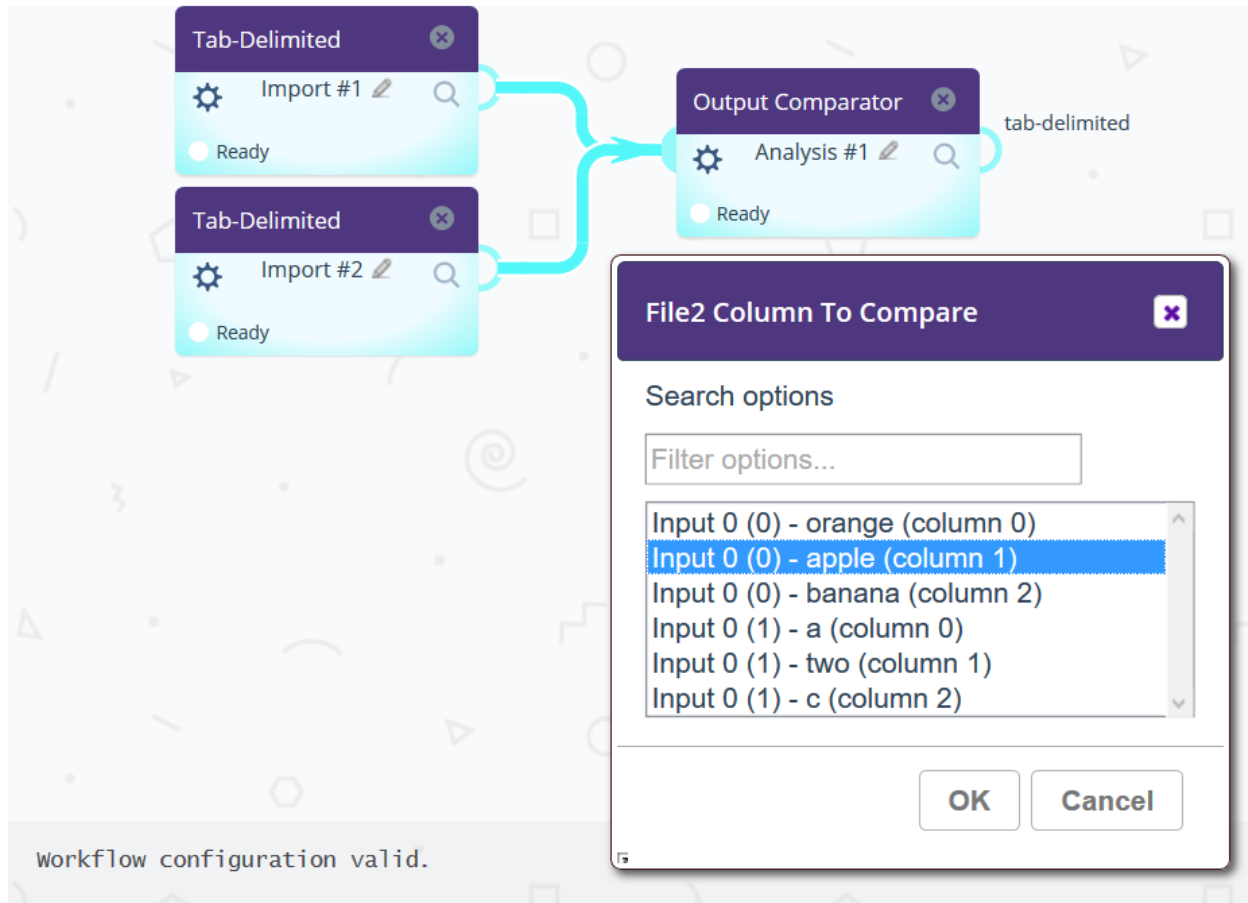 Tab-Delimited
Import #1
Ready
Tab-Delimited
Import #2
Ready
Output Comparator
Analysis #1
Ready
tab-delimited
File2 Column To Compare
Search options
Filter options...
Input 0 (0) - orange (column 0)
Input 0 (0) - apple (column 1)
Input 0 (0) - banana (column 2)
Input 0 (1) - a (column 0)
Input 0 (1) - two (column 1)
Input 0 (1) - c (column 2)
OK
Cancel
Workflow configuration valid.